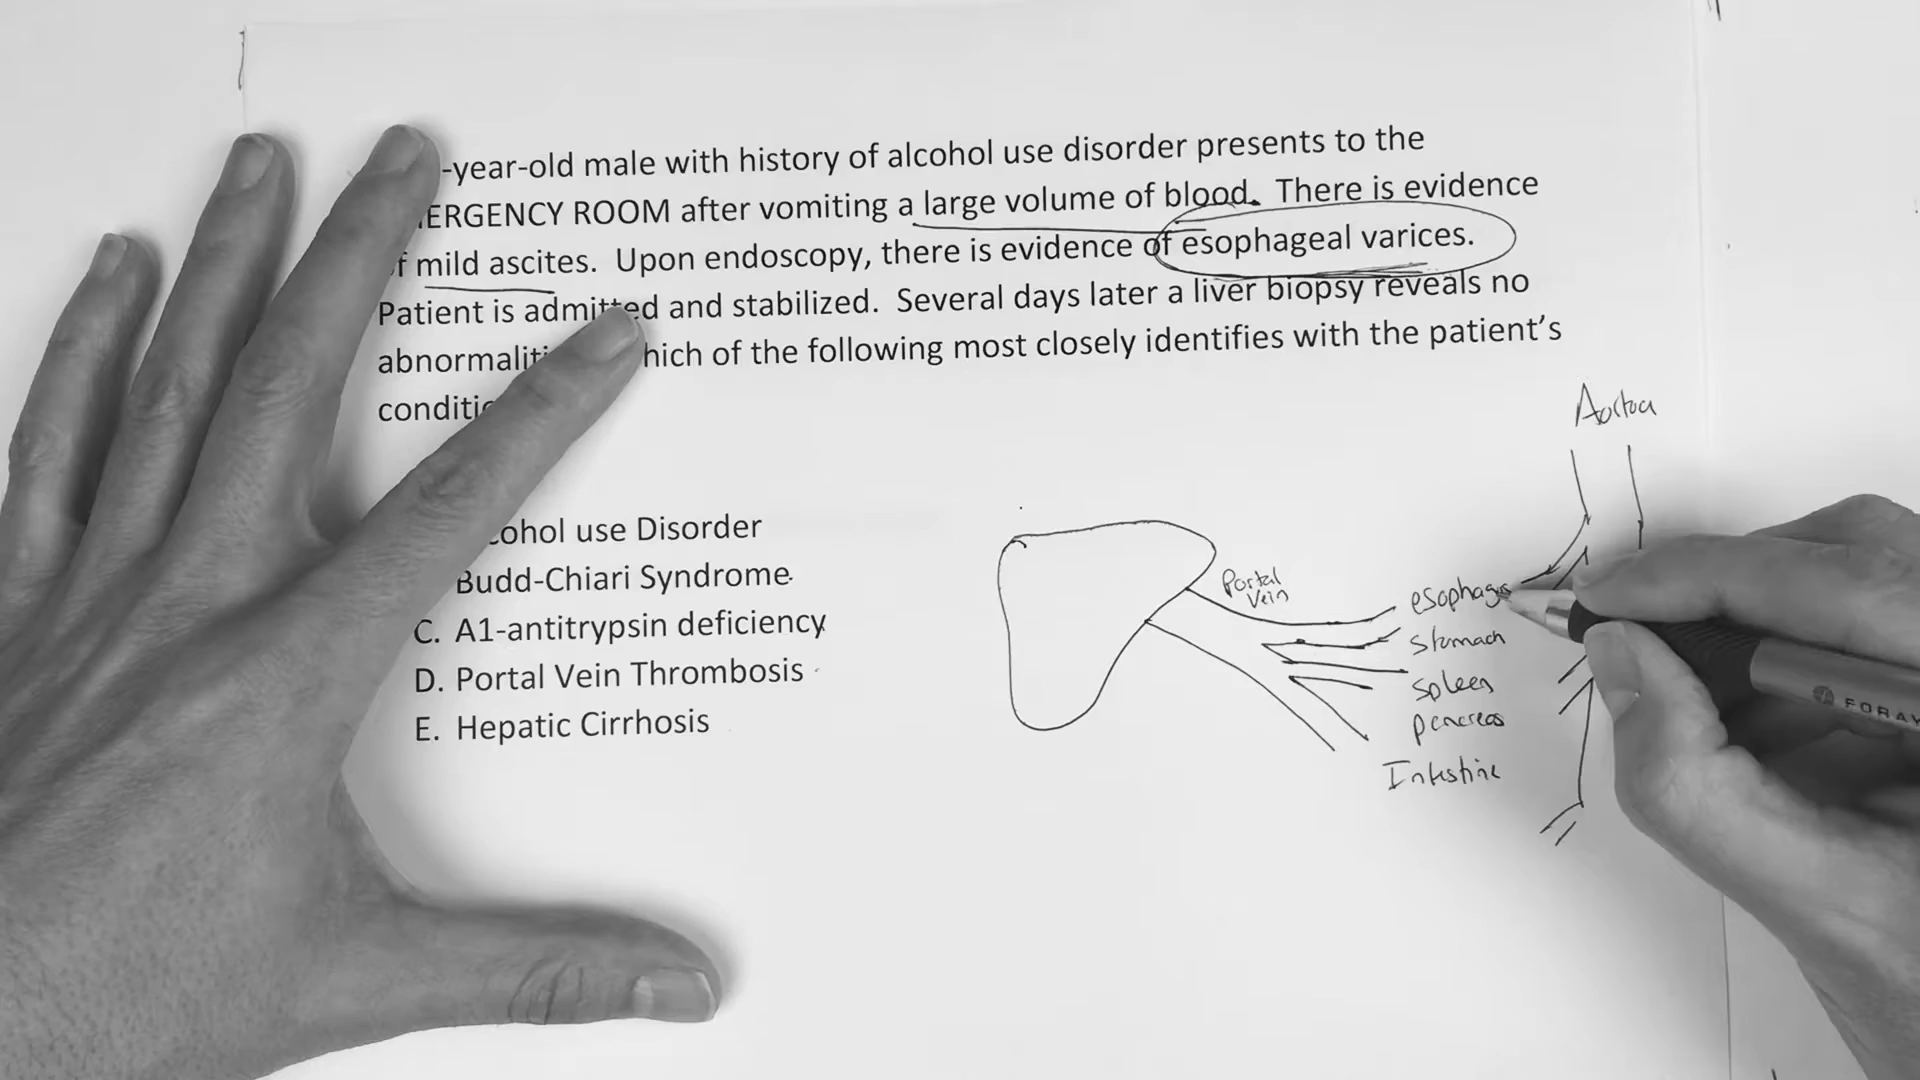 -year-old male with history of alcohol use disorder presents to the
ERGENCY ROOM after vomiting a large volume of blood. There is evidence
of mild ascites. Upon endoscopy, there is evidence of esophageal varices.
Patient is admitted and stabilized. Several days later a liver biopsy reveals no
hich of the following most closely identifies with the patient's
Aorta
cohol use Disorder
Budd-Chiari Syndrome
C. A1-antitrypsin deficiency
D. Portal Vein Thrombosis
E. Hepatic Cirrhosis
Portal
Vein
esophagus
Stomach
Spleen
pancreas
Intestine
FORAY